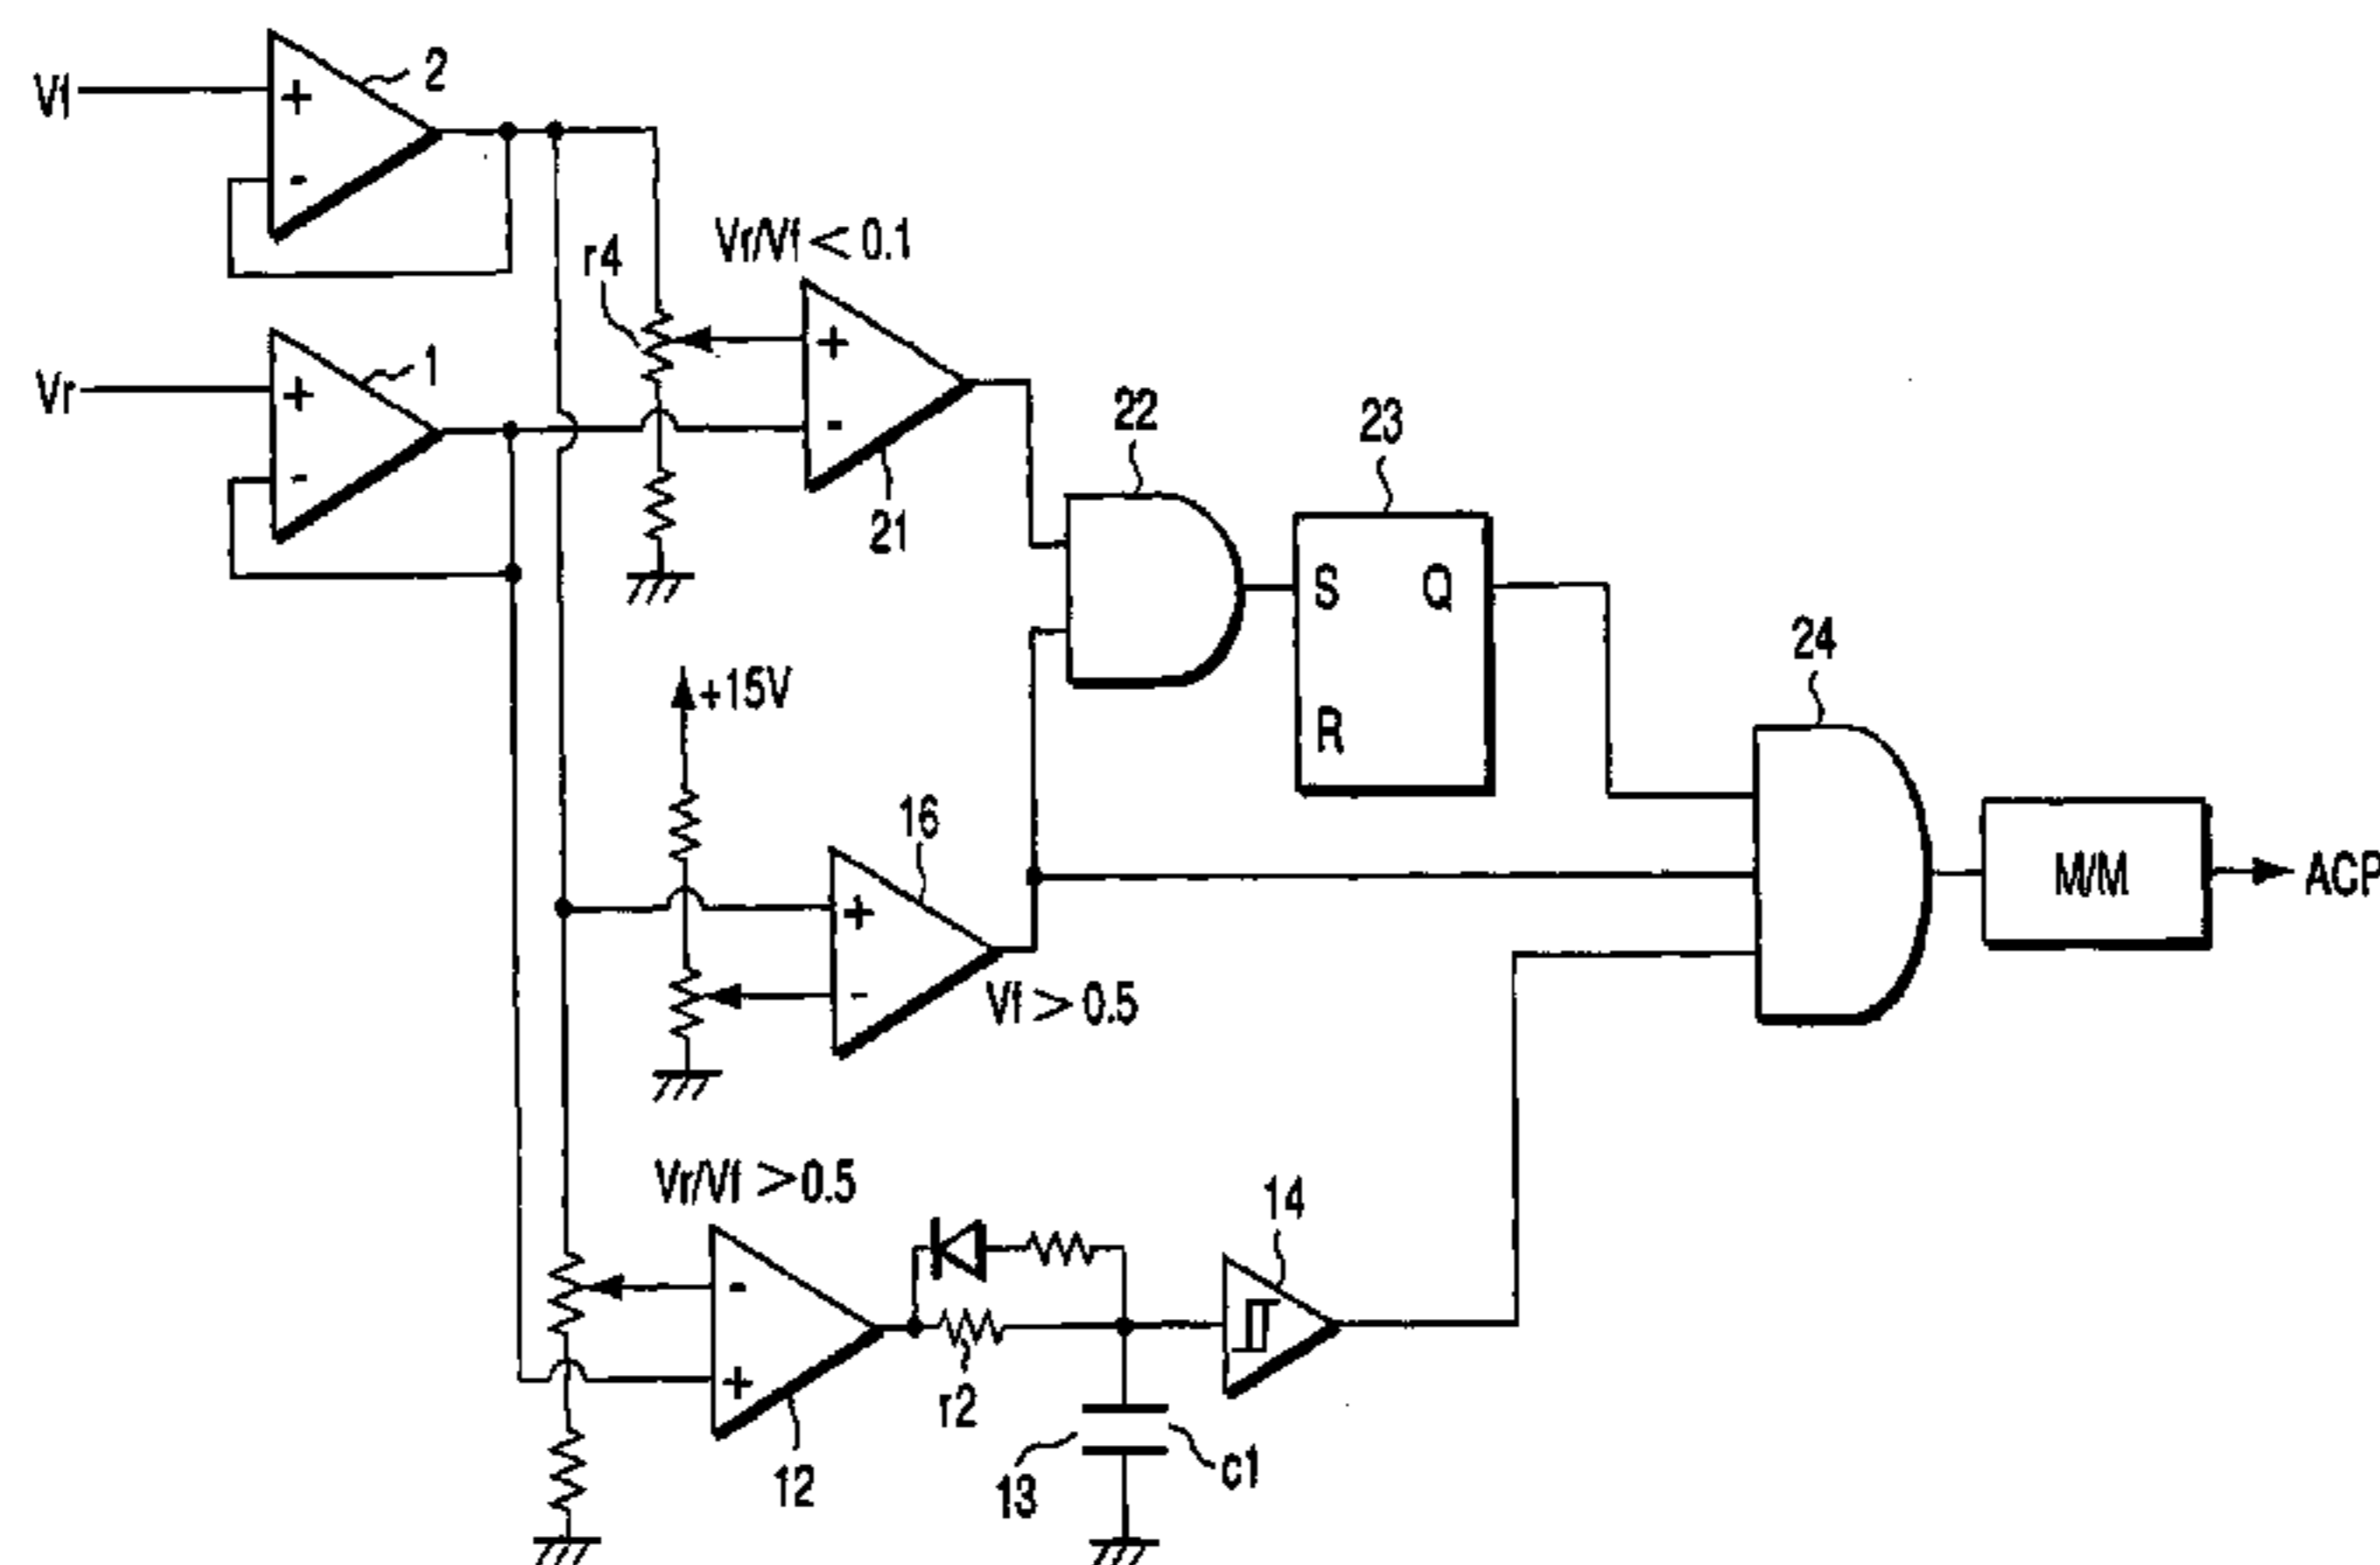 Vf
+
-
2
Vr
+
-
1
r4
Vr/Vf < 0.1
+
-
21
22
23
S Q
R
24
+15V
16
+
-
Vf > 0.5
M/M
ACP
Vr/Vf > 0.5
-
+
12
r2
13
c1
14